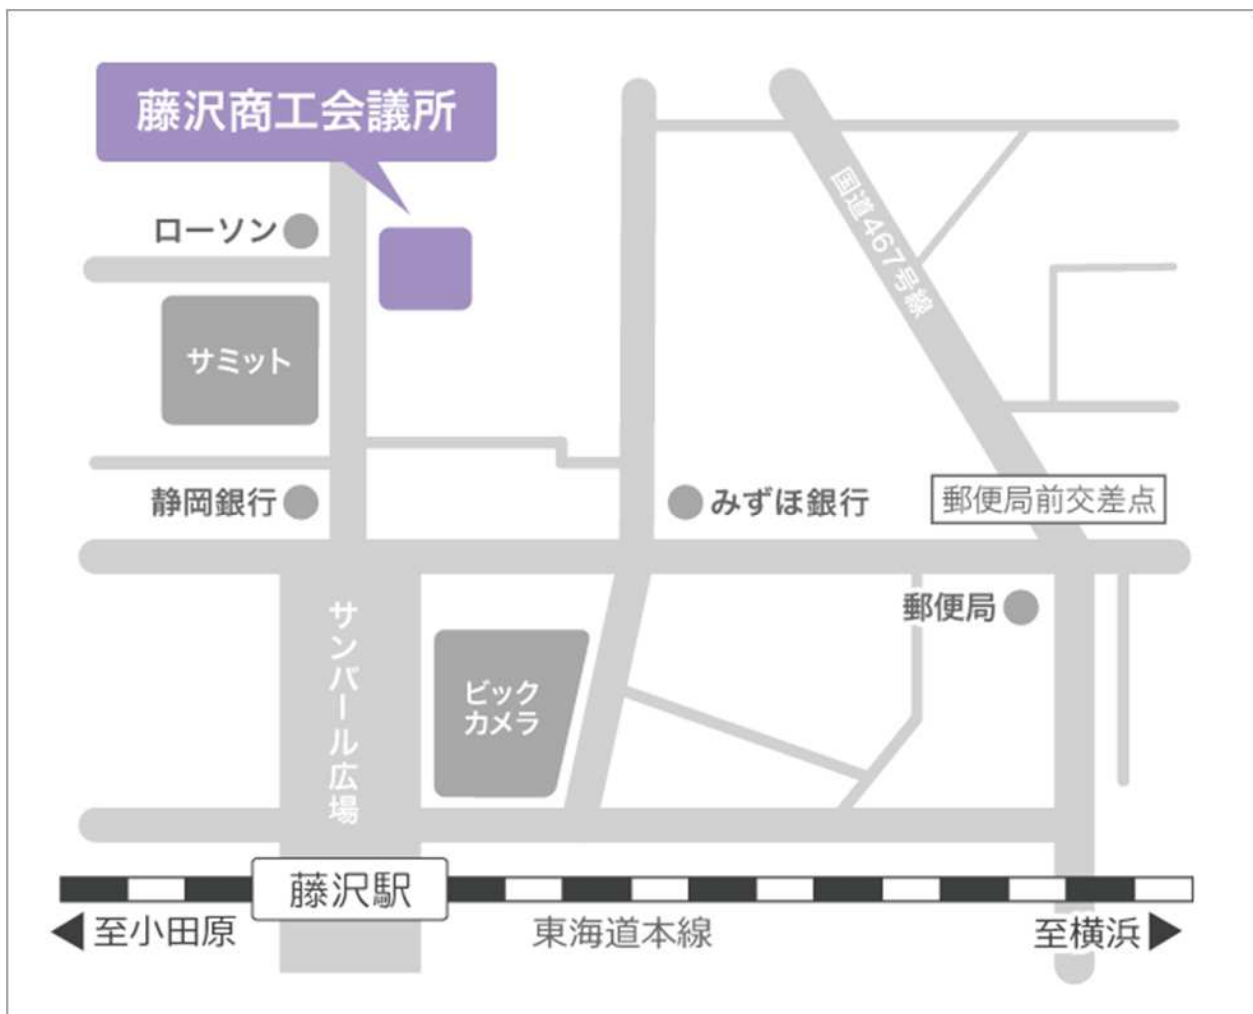 藤沢商工会議所
ローソン
国道467号線
サミット
静岡銀行
みずほ銀行
郵便局前交差点
郵便局
サンパール広場
ビック
カメラ
藤沢駅
至小田原
東海道本線
至横浜